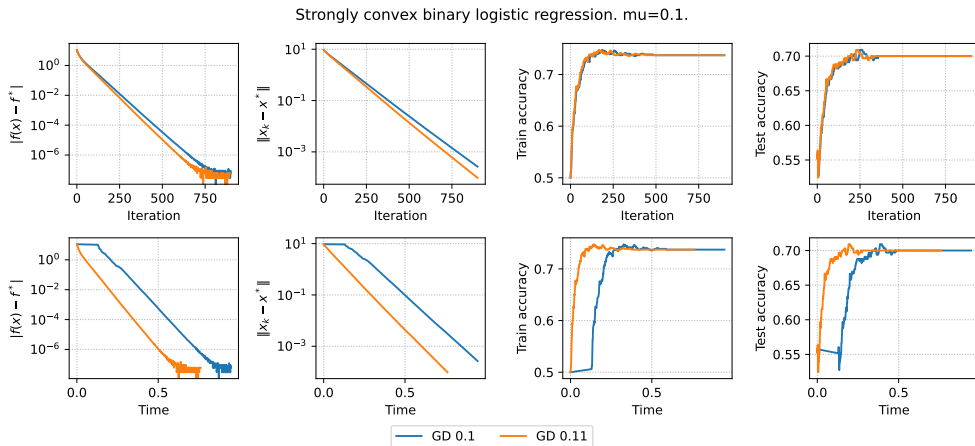 Strongly convex binary logistic regression. mu=0.1.
|f(x) − f*|
10^0
10^−2
10^−4
10^−6
0 250 500 750
Iteration
‖x_k − x*‖
10^1
10^−1
10^−3
0 250 500 750
Iteration
Train accuracy
0.7
0.6
0.5
0 250 500 750
Iteration
Test accuracy
0.70
0.65
0.60
0.55
0 250 500 750
Iteration
|f(x) − f*|
10^0
10^−2
10^−4
10^−6
0.0 0.5
Time
‖x_k − x*‖
10^1
10^−1
10^−3
0.0 0.5
Time
Train accuracy
0.7
0.6
0.5
0.0 0.5
Time
Test accuracy
0.70
0.65
0.60
0.55
0.0 0.5
Time
GD 0.1 GD 0.11